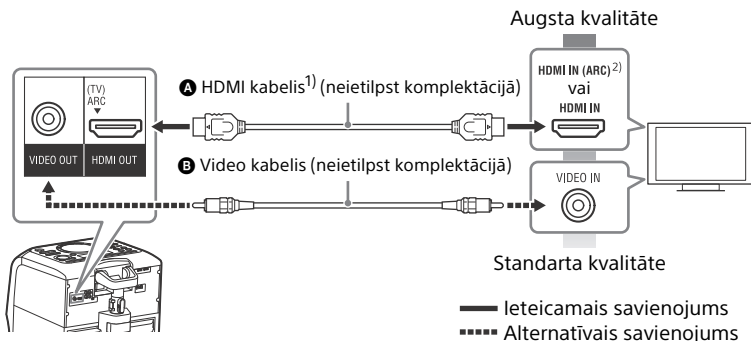 Augsta kvalitāte
HDMI IN (ARC)2)
vai
HDMI IN
(TV)
ARC
VIDEO OUT
HDMI OUT
A HDMI kabelis1) (neietilpst komplektācijā)
B Video kabelis (neietilpst komplektācijā)
VIDEO IN
Standarta kvalitāte
Ieteicamais savienojums
Alternatīvais savienojums